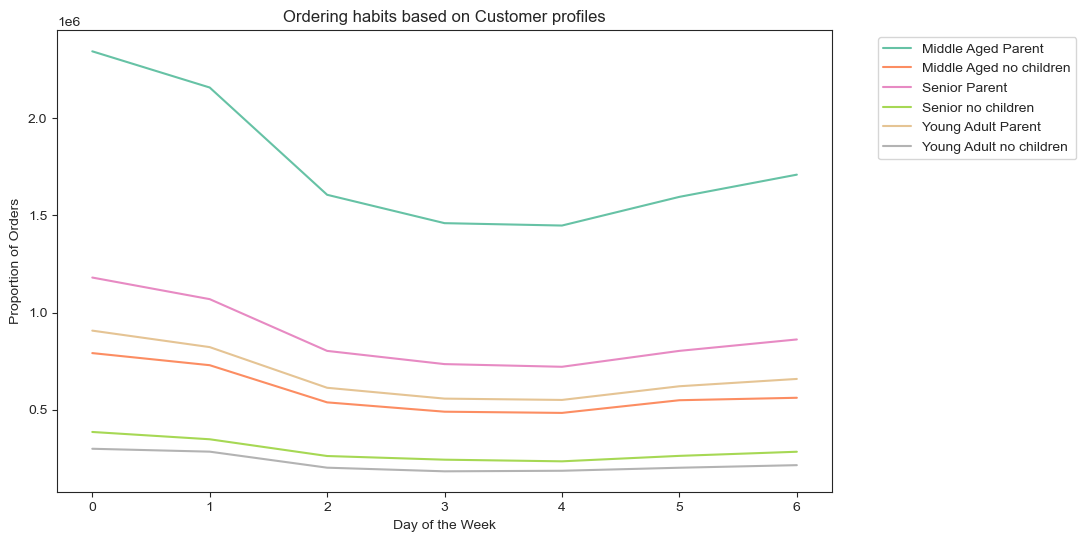 Ordering habits based on Customer profiles
1e6
2.0
1.5
1.0
0.5
Proportion of Orders
0 1 2 3 4 5 6
Day of the Week
Middle Aged Parent
Middle Aged no children
Senior Parent
Senior no children
Young Adult Parent
Young Adult no children